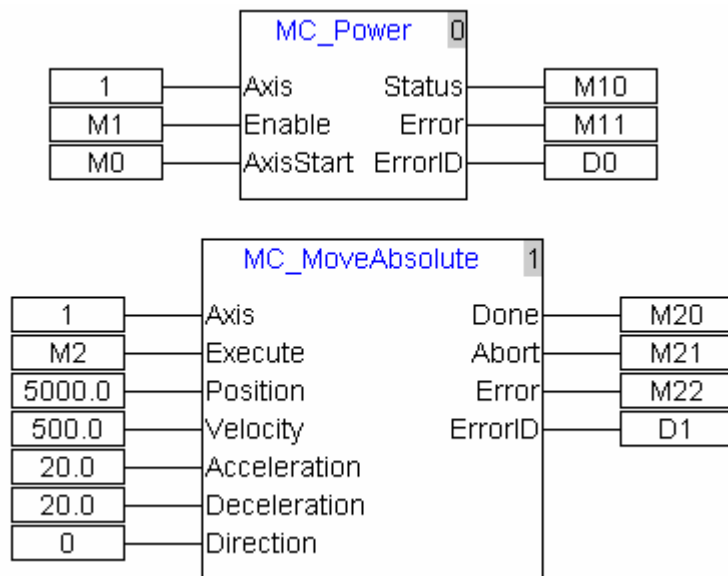 MC_Power 0
1 Axis Status M10
M1 Enable Error M11
M0 AxisStart ErrorID D0
MC_MoveAbsolute 1
1 Axis Done M20
M2 Execute Abort M21
5000.0 Position Error M22
500.0 Velocity ErrorID D1
20.0 Acceleration
20.0 Deceleration
0 Direction